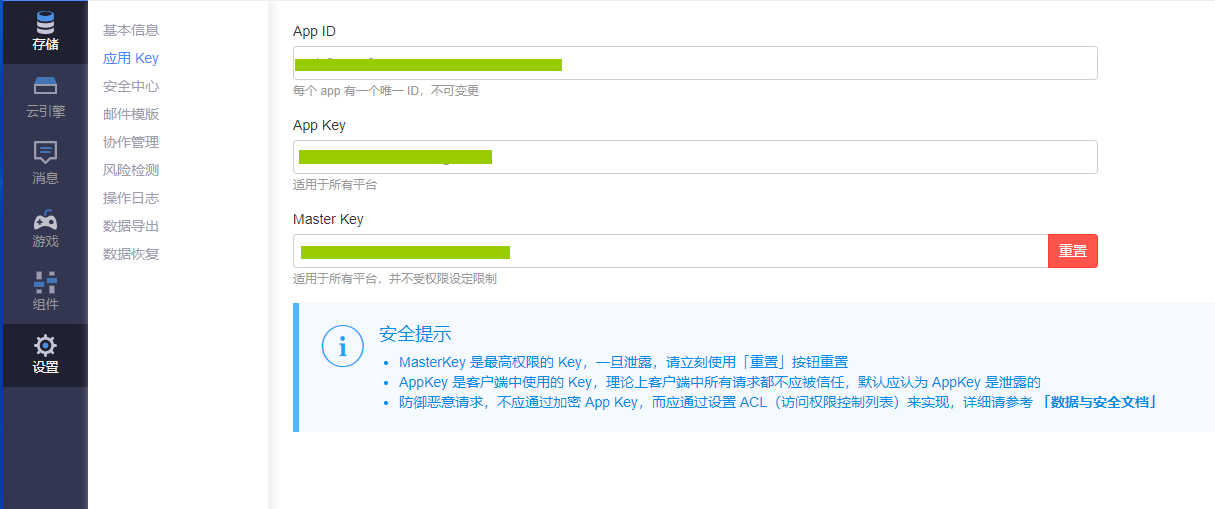 存储
云引擎
消息
游戏
组件
设置
基本信息
应用 Key
安全中心
邮件模版
协作管理
风险检测
操作日志
数据导出
数据恢复
App ID
每个 app 有一个唯一 ID，不可变更
App Key
适用于所有平台
Master Key
重置
适用于所有平台，并不受权限设定限制
安全提示
MasterKey 是最高权限的 Key，一旦泄露，请立刻使用「重置」按钮重置
AppKey 是客户端中使用的 Key，理论上客户端中所有请求都不应被信任，默认应认为 AppKey 是泄露的
防御恶意请求，不应通过加密 App Key，而应通过设置 ACL（访问权限控制列表）来实现，详细请参考 「数据与安全文档」